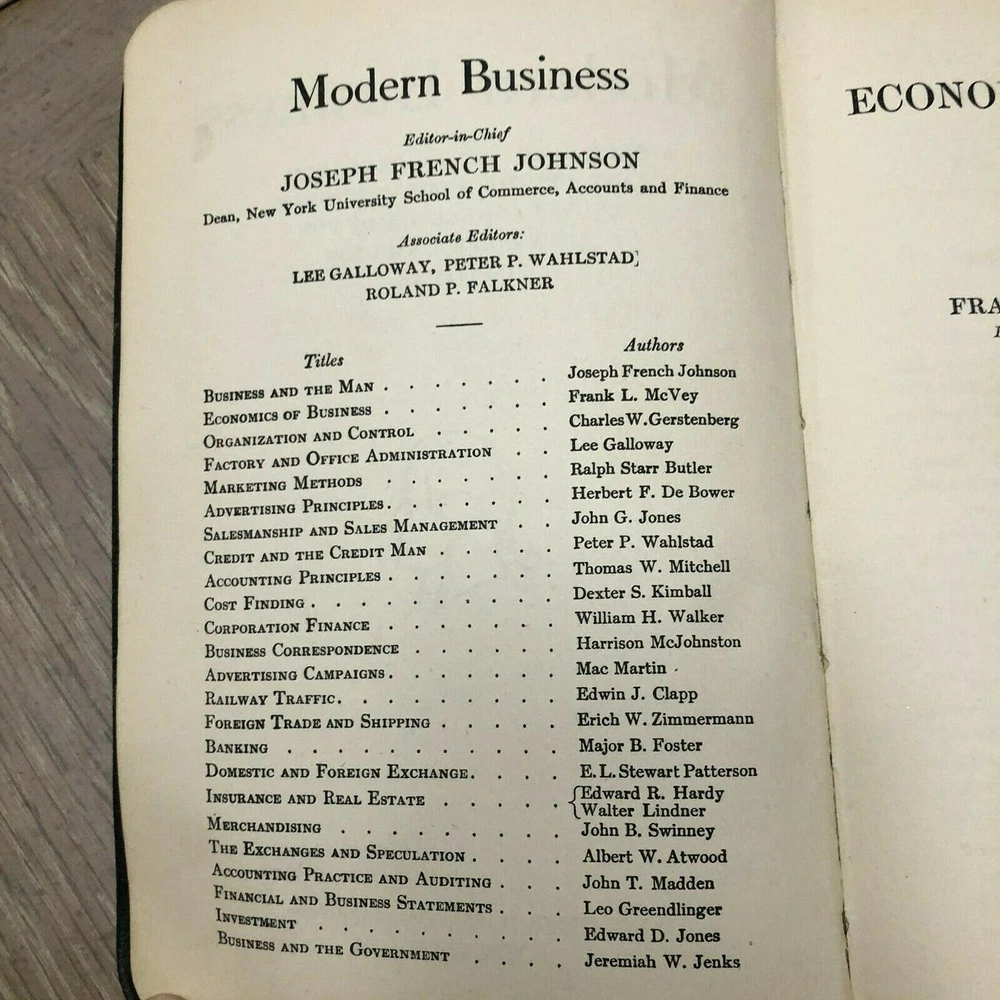 Modern Business
Editor-in-Chief
JOSEPH FRENCH JOHNSON
Dean, New York University School of Commerce, Accounts and Finance
Associate Editors:
LEE GALLOWAY, PETER P. WAHLSTAD,
ROLAND P. FALKNER
Titles Authors
BUSINESS AND THE MAN . . . . . . . Joseph French Johnson
ECONOMICS OF BUSINESS . . . . . . . Frank L. McVey
ORGANIZATION AND CONTROL . . . . . Charles W. Gerstenberg
FACTORY AND OFFICE ADMINISTRATION . . Lee Galloway
MARKETING METHODS . . . . . . . Ralph Starr Butler
ADVERTISING PRINCIPLES . . . . . . . Herbert F. De Bower
SALESMANSHIP AND SALES MANAGEMENT . . John G. Jones
CREDIT AND THE CREDIT MAN . . . . . Peter P. Wahlstad
ACCOUNTING PRINCIPLES . . . . . . . Thomas W. Mitchell
COST FINDING . . . . . . . . . . Dexter S. Kimball
CORPORATION FINANCE . . . . . . . William H. Walker
BUSINESS CORRESPONDENCE . . . . . . Harrison McJohnston
ADVERTISING CAMPAIGNS . . . . . . . Mac Martin
RAILWAY TRAFFIC . . . . . . . . . Edwin J. Clapp
FOREIGN TRADE AND SHIPPING . . . . . Erich W. Zimmermann
BANKING . . . . . . . . . . . Major B. Foster
DOMESTIC AND FOREIGN EXCHANGE . . . . E. L. Stewart Patterson
INSURANCE AND REAL ESTATE . . . . . {Edward R. Hardy
{Walter Lindner
MERCHANDISING . . . . . . . . . John B. Swinney
THE EXCHANGES AND SPECULATION . . . . Albert W. Atwood
ACCOUNTING PRACTICE AND AUDITING . . . John T. Madden
FINANCIAL AND BUSINESS STATEMENTS . . . Leo Greendlinger
INVESTMENT . . . . . . . . . . Edward D. Jones
BUSINESS AND THE GOVERNMENT . . . . Jeremiah W. Jenks
ECONO
FRA